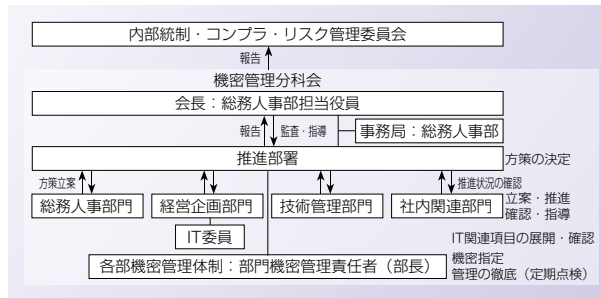 内部統制・コンプラ・リスク管理委員会
報告
機密管理分科会
会長：総務人事部担当役員
報告 監査・指導
事務局：総務人事部
推進部署 方策の決定
方策立案 推進状況の確認
総務人事部門 経営企画部門 技術管理部門 社内関連部門 立案・推進
確認・指導
IT委員
IT関連項目の展開・確認
各部機密管理体制：部門機密管理責任者（部長） 機密指定
管理の徹底（定期点検）